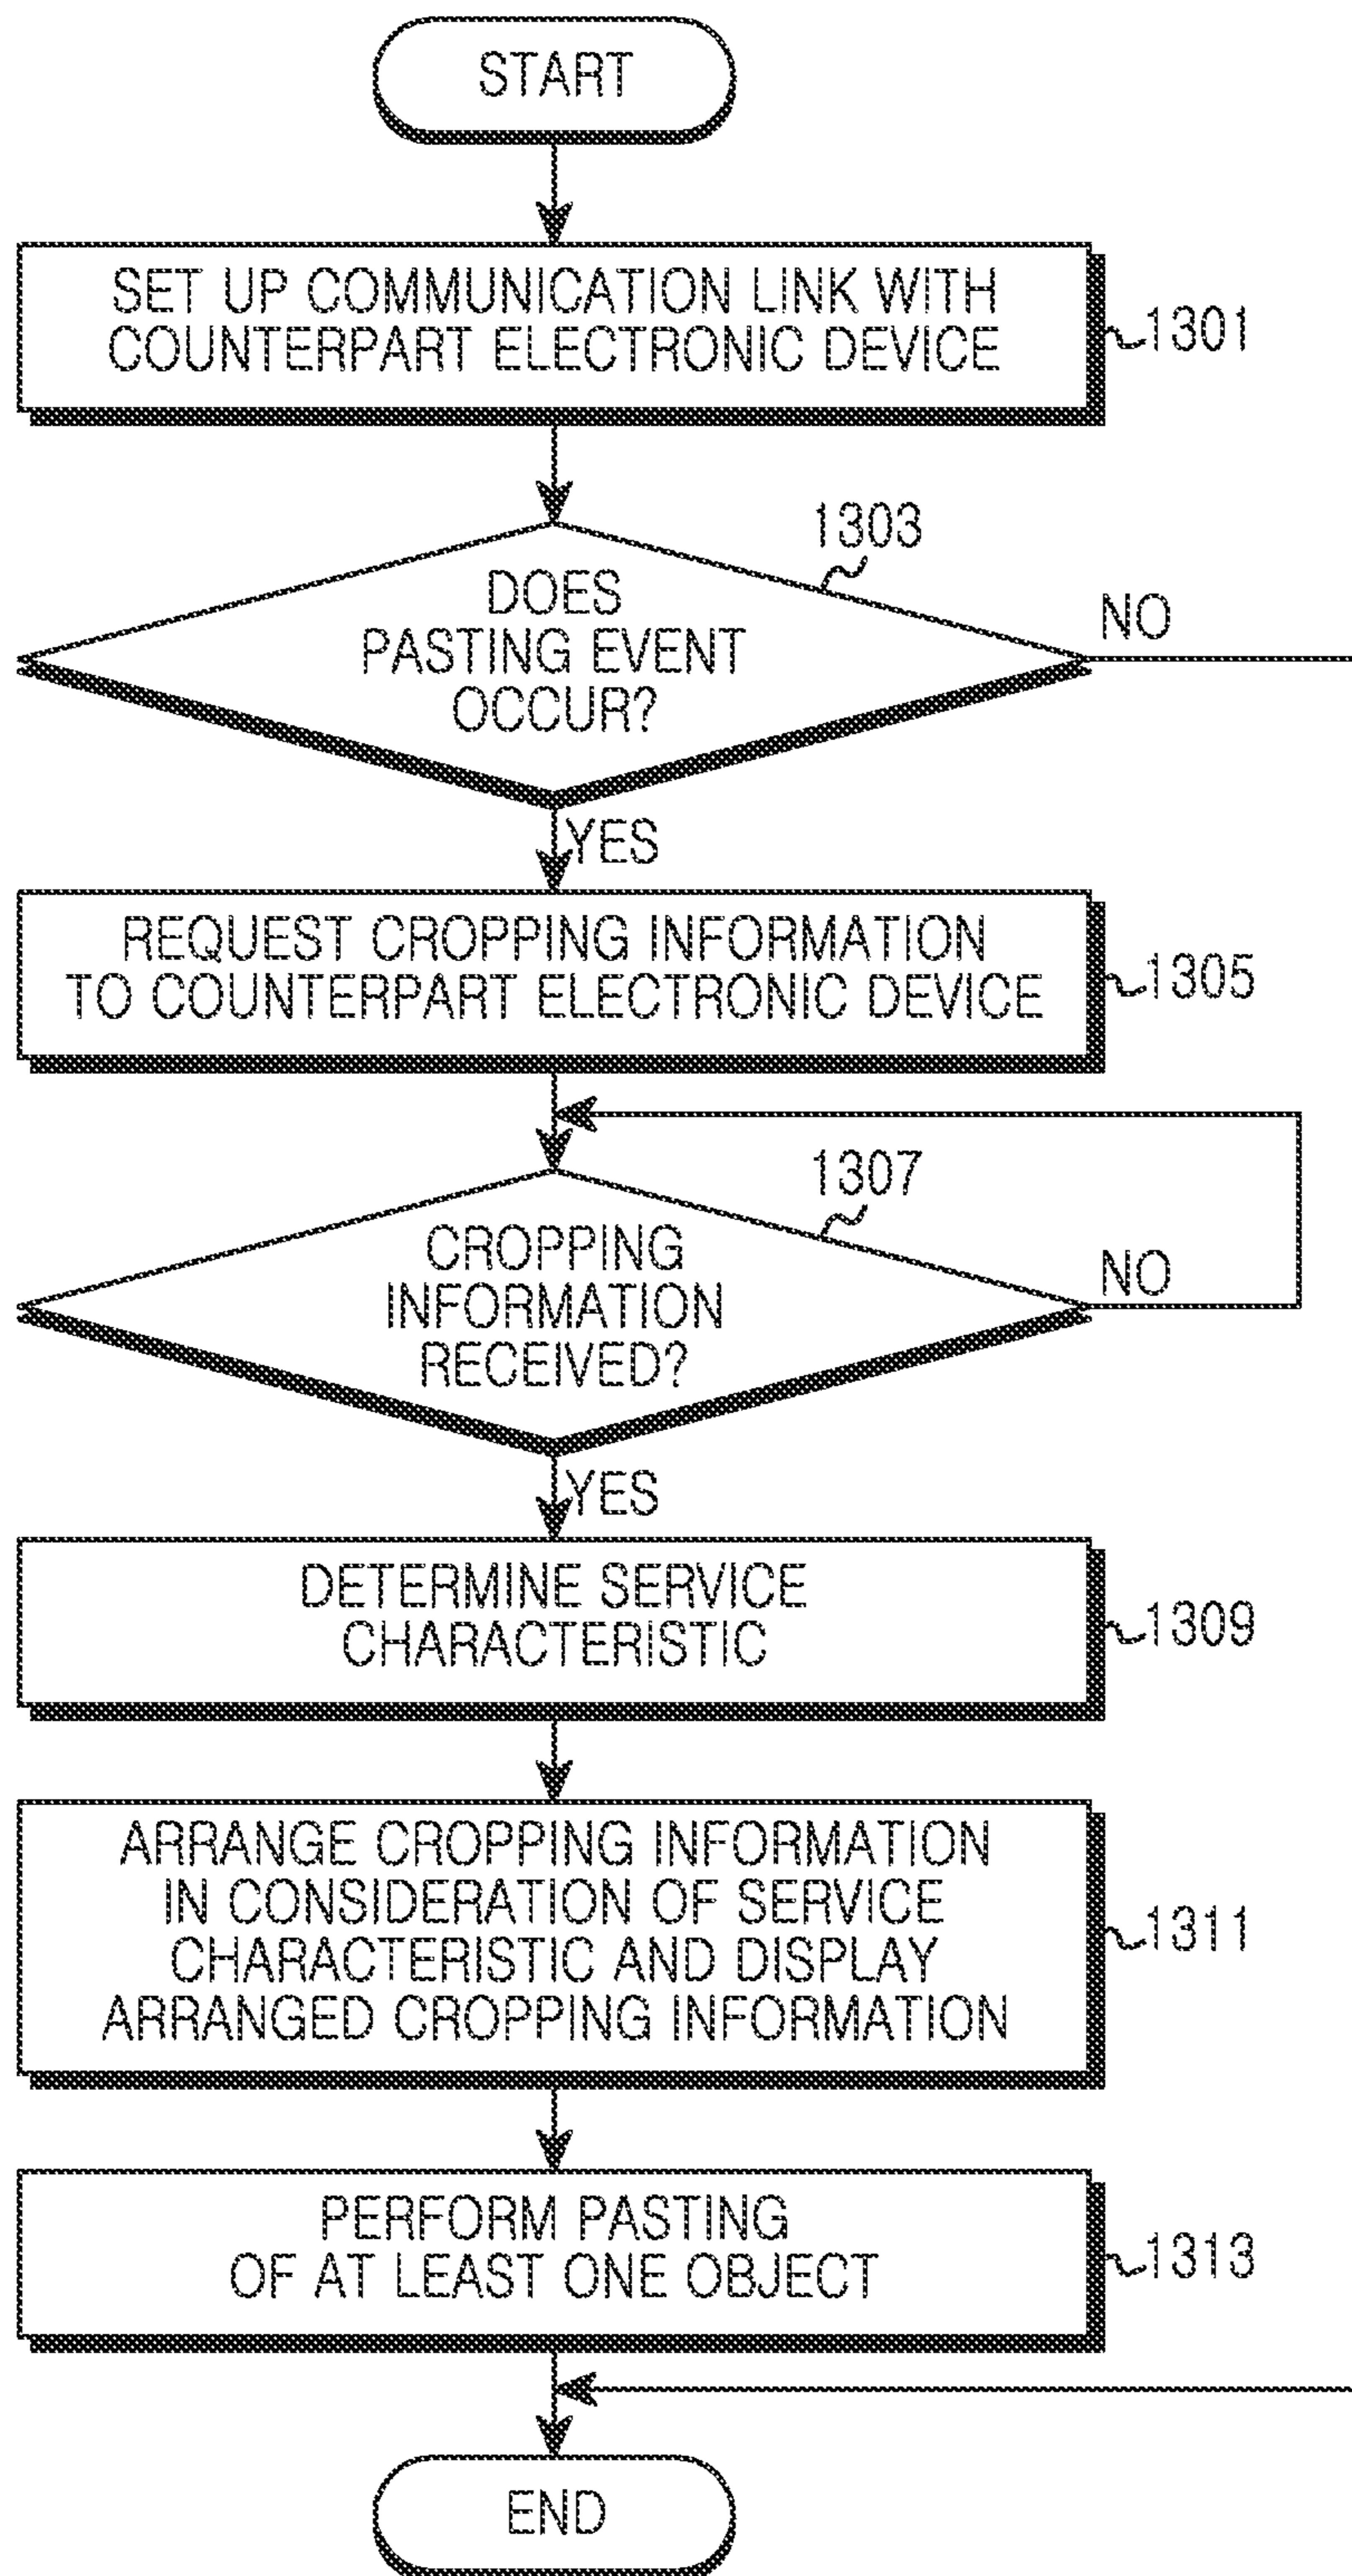 START
SET UP COMMUNICATION LINK WITH
COUNTERPART ELECTRONIC DEVICE
1301
1303
DOES
PASTING EVENT
OCCUR?
NO
YES
REQUEST CROPPING INFORMATION
TO COUNTERPART ELECTRONIC DEVICE
1305
1307
CROPPING
INFORMATION
RECEIVED?
NO
YES
DETERMINE SERVICE
CHARACTERISTIC
1309
ARRANGE CROPPING INFORMATION
IN CONSIDERATION OF SERVICE
CHARACTERISTIC AND DISPLAY
ARRANGED CROPPING INFORMATION
1311
PERFORM PASTING
OF AT LEAST ONE OBJECT
1313
END